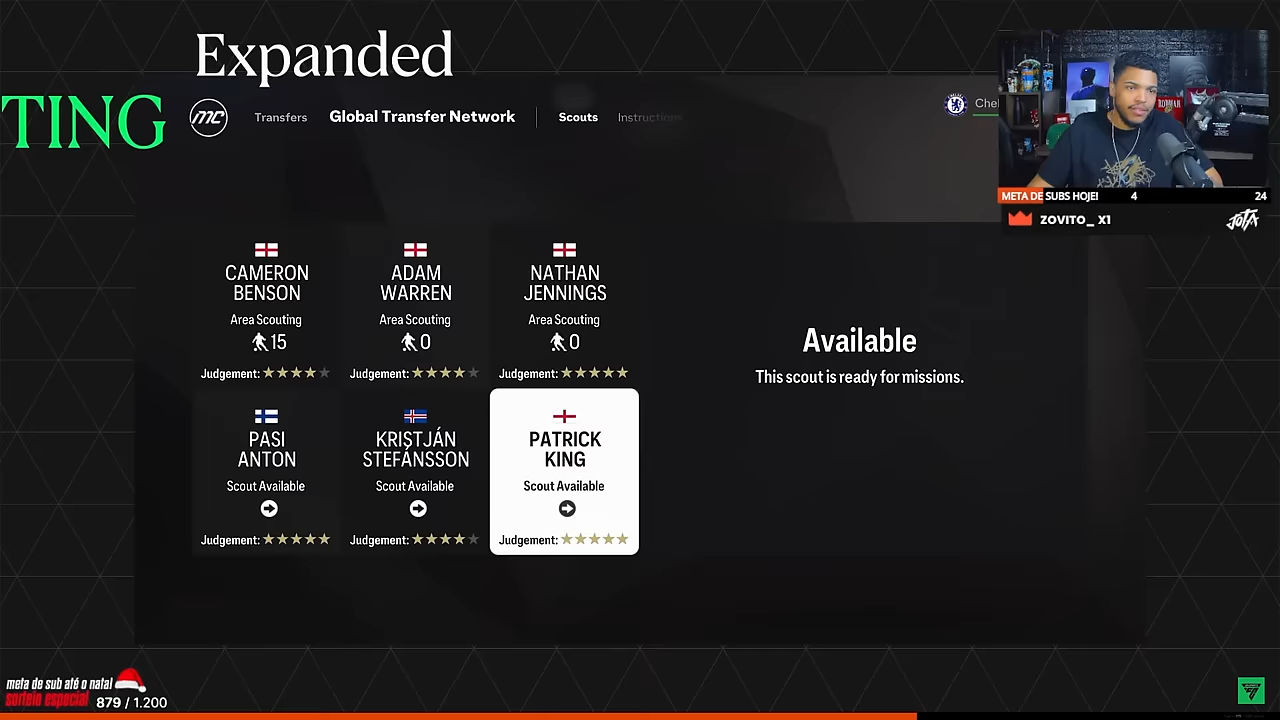 Expanded
TING
MC
Transfers
Global Transfer Network
Scouts
Instructions
Che
META DE SUBS HOJE!
4
24
ZOVITO_ X1
JOTA
CAMERON
BENSON
Area Scouting
15
Judgement:
ADAM
WARREN
Area Scouting
0
Judgement:
NATHAN
JENNINGS
Area Scouting
0
Judgement:
Available
This scout is ready for missions.
PASI
ANTON
Scout Available
Judgement:
KRISTJÁN
STEFÁNSSON
Scout Available
Judgement:
PATRICK
KING
Scout Available
Judgement:
meta de sub até o natal
sorteio especial
879 / 1.200